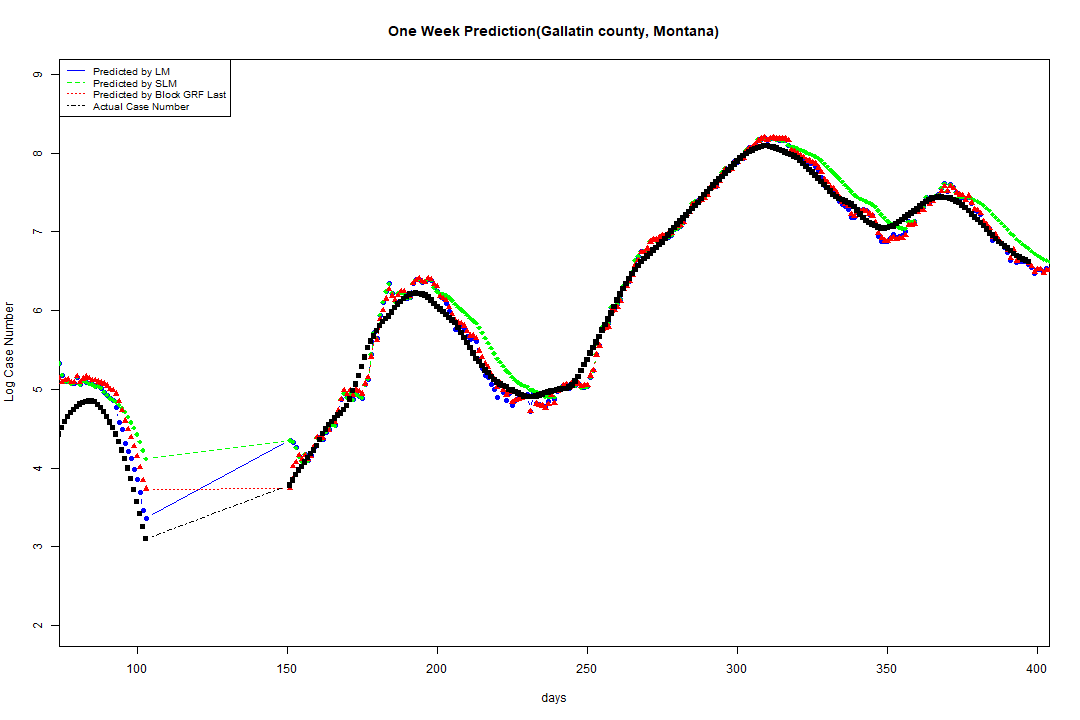 One Week Prediction(Gallatin county, Montana)
Predicted by LM
Predicted by SLM
Predicted by Block GRF Last
Actual Case Number
Log Case Number
9
8
7
6
5
4
3
2
100 150 200 250 300 350 400
days